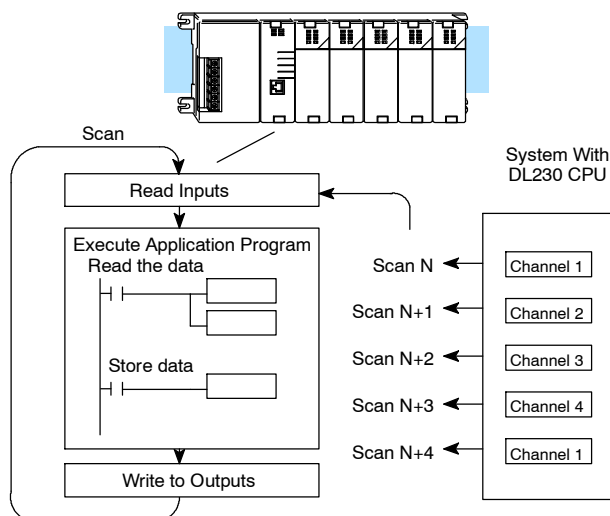 Scan
System With
DL230 CPU
Read Inputs
Execute Application Program
Read the data
Store data
Write to Outputs
Scan N
Channel 1
Scan N+1
Channel 2
Scan N+2
Channel 3
Scan N+3
Channel 4
Scan N+4
Channel 1